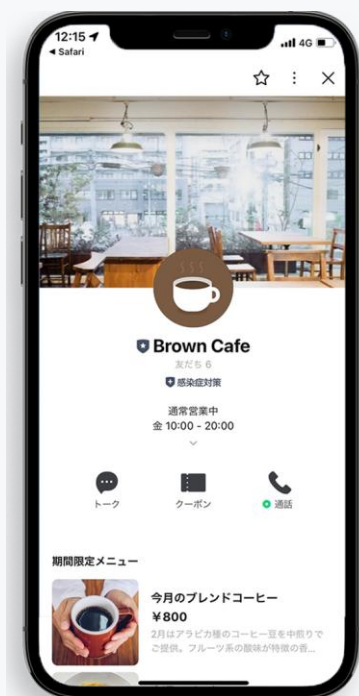 12:15
4G
◀ Safari
Brown Cafe
友だち 6
感染症対策
通常営業中
金 10:00 - 20:00
トーク
クーポン
通話
期間限定メニュー
今月のブレンドコーヒー
¥800
2月はアラビカ種のコーヒー豆を中煎りで
ご提供。フルーツ系の酸味が特徴の香...